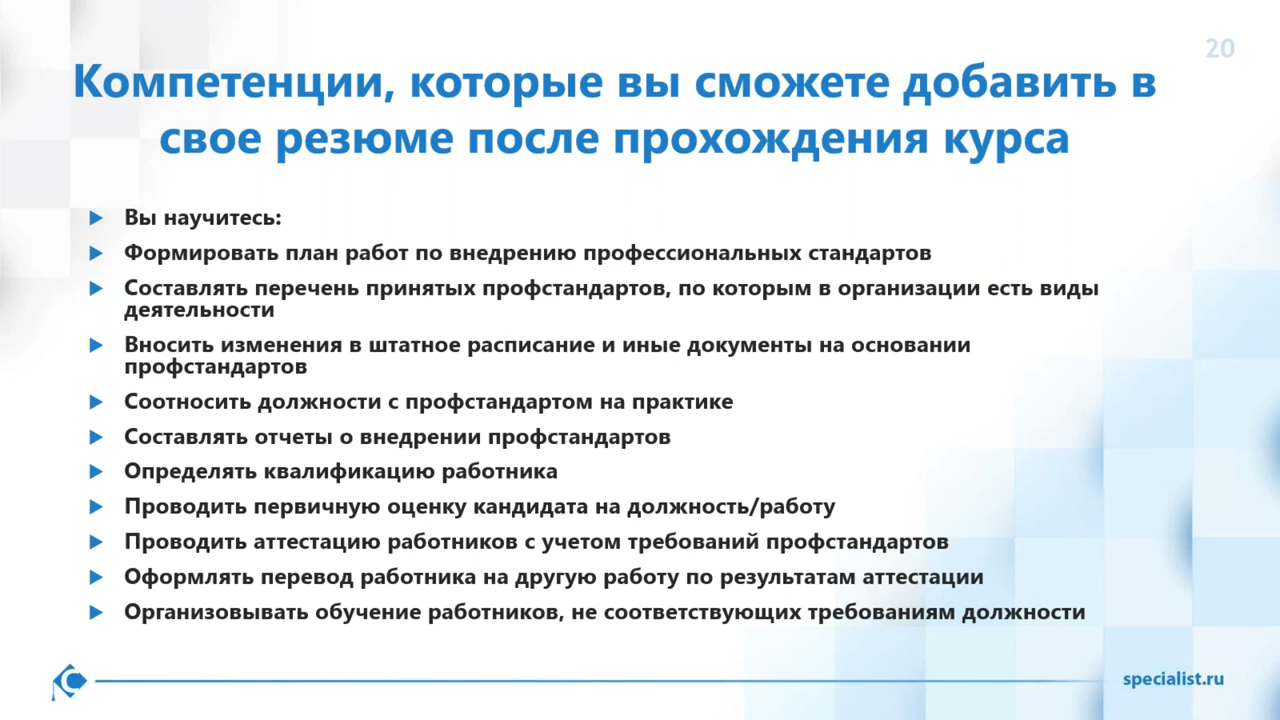 20
Компетенции, которые вы сможете добавить в
свое резюме после прохождения курса
Вы научитесь:
Формировать план работ по внедрению профессиональных стандартов
Составлять перечень принятых профстандартов, по которым в организации есть виды
деятельности
Вносить изменения в штатное расписание и иные документы на основании
профстандартов
Соотносить должности с профстандартом на практике
Составлять отчеты о внедрении профстандартов
Определять квалификацию работника
Проводить первичную оценку кандидата на должность/работу
Проводить аттестацию работников с учетом требований профстандартов
Оформлять перевод работника на другую работу по результатам аттестации
Организовывать обучение работников, не соответствующих требованиям должности
specialist.ru